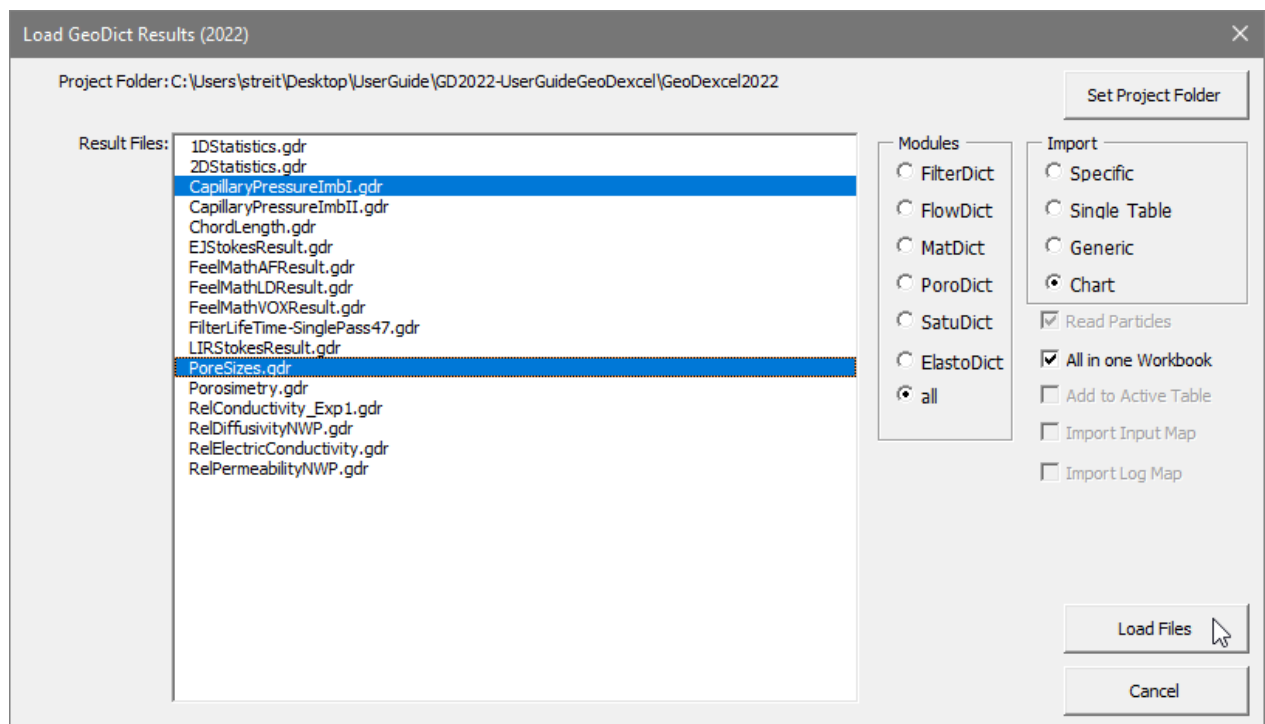 Load GeoDict Results (2022)
Project Folder: C:\Users\streit\Desktop\UserGuide\GD2022-UserGuideGeoDexcel\GeoDexcel2022
Set Project Folder
Result Files:
1DStatistics.gdr
2DStatistics.gdr
CapillaryPressureImbI.gdr
CapillaryPressureImbII.gdr
ChordLength.gdr
EJStokesResult.gdr
FeelMathAFResult.gdr
FeelMathLDResult.gdr
FeelMathVOXResult.gdr
FilterLifeTime-SinglePass47.gdr
LIRStokesResult.gdr
PoreSizes.gdr
Porosimetry.gdr
RelConductivity_Exp1.gdr
RelDiffusivityNWP.gdr
RelElectricConductivity.gdr
RelPermeabilityNWP.gdr
Modules
FilterDict
FlowDict
MatDict
PoroDict
SatuDict
ElastoDict
all
Import
Specific
Single Table
Generic
Chart
Read Particles
All in one Workbook
Add to Active Table
Import Input Map
Import Log Map
Load Files
Cancel